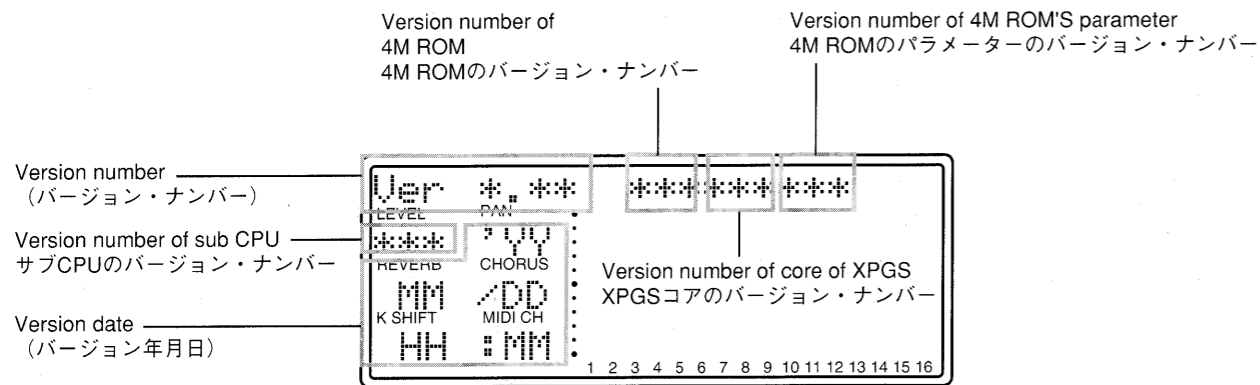 Version number of
4M ROM
4M ROMのバージョン・ナンバー
Version number of 4M ROM'S parameter
4M ROMのパラメーターのバージョン・ナンバー
Version number
（バージョン・ナンバー）
Version number of sub CPU
サブCPUのバージョン・ナンバー
Version date
（バージョン年月日）
Ver *.** *** *** ***
LEVEL PAN
*** 'YY
REVERB CHORUS
Version number of core of XPGS
XPGSコアのバージョン・ナンバー
MM /DD
K SHIFT MIDI CH
HH :MM
1 2 3 4 5 6 7 8 9 10 11 12 13 14 15 16